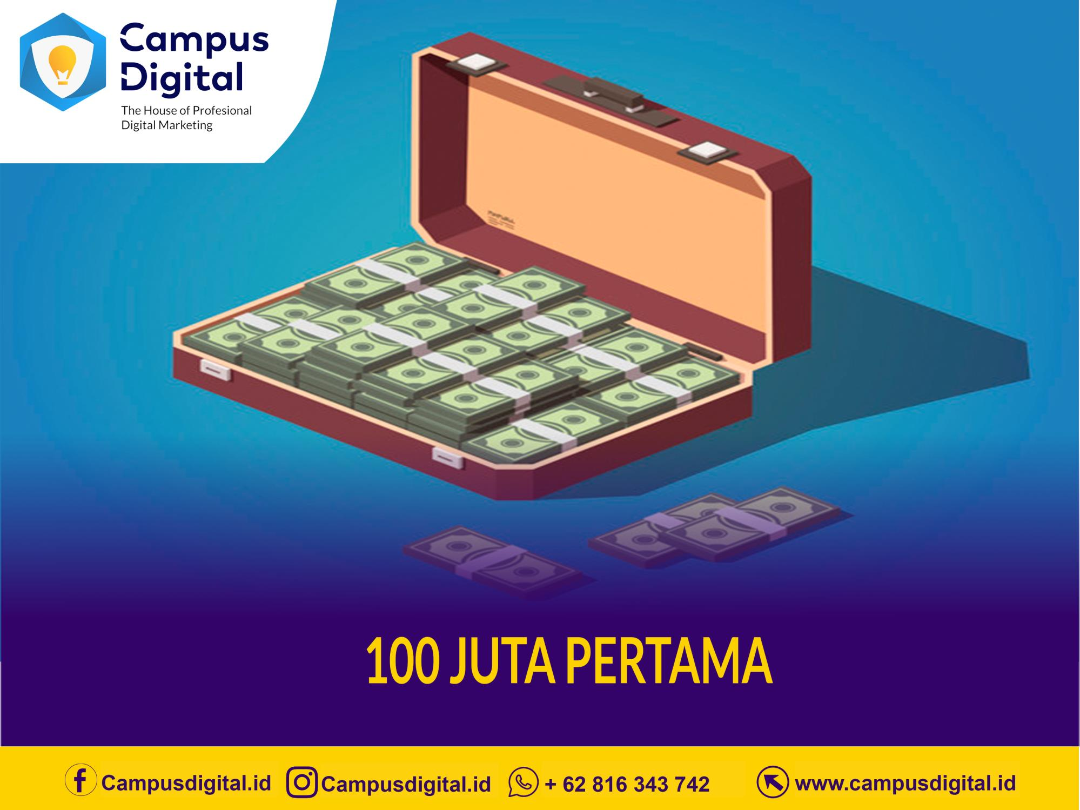 Campus
Digital
The House of Profesional
Digital Marketing
100 JUTA PERTAMA
Campusdigital.id
Campusdigital.id
+ 62 816 343 742
www.campusdigital.id